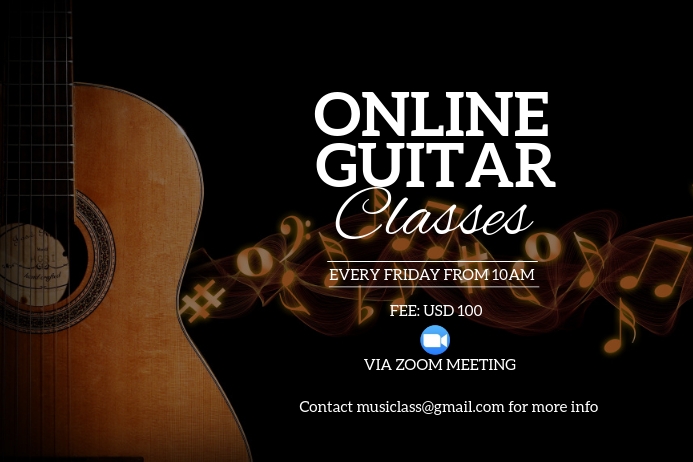 ONLINE
GUITAR
Classes
EVERY FRIDAY FROM 10AM
FEE: USD 100
VIA ZOOM MEETING
Contact musiclass@gmail.com for more info